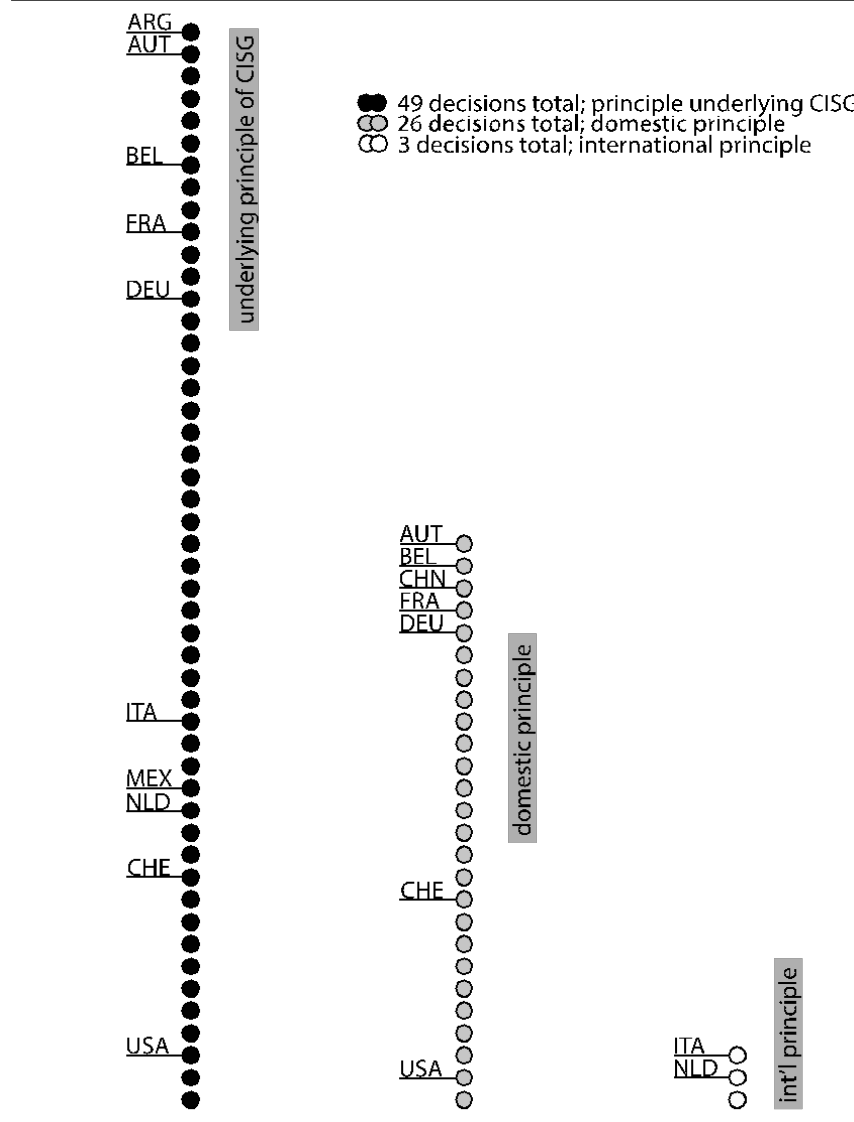 ARG
AUT
BEL
FRA
DEU
ITA
MEX
NLD
CHE
USA
underlying principle of CISG
49 decisions total; principle underlying CISG
26 decisions total; domestic principle
3 decisions total; international principle
AUT
BEL
CHN
FRA
DEU
CHE
USA
domestic principle
ITA
NLD
int'l principle